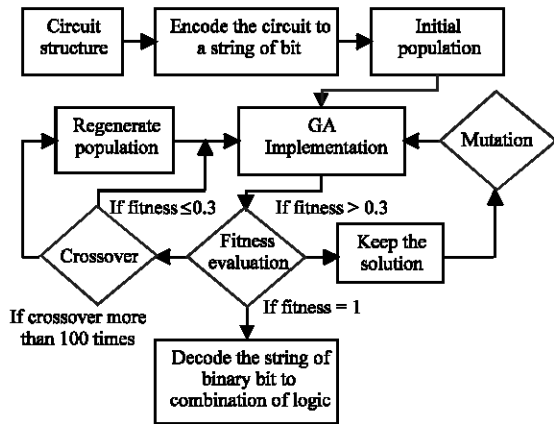 Circuit
structure
Encode the circuit to
a string of bit
Initial
population
Regenerate
population
GA
Implementation
Mutation
If fitness ≤0.3
If fitness > 0.3
Crossover
Fitness
evaluation
Keep the
solution
If crossover more
than 100 times
If fitness = 1
Decode the string of
binary bit to
combination of logic